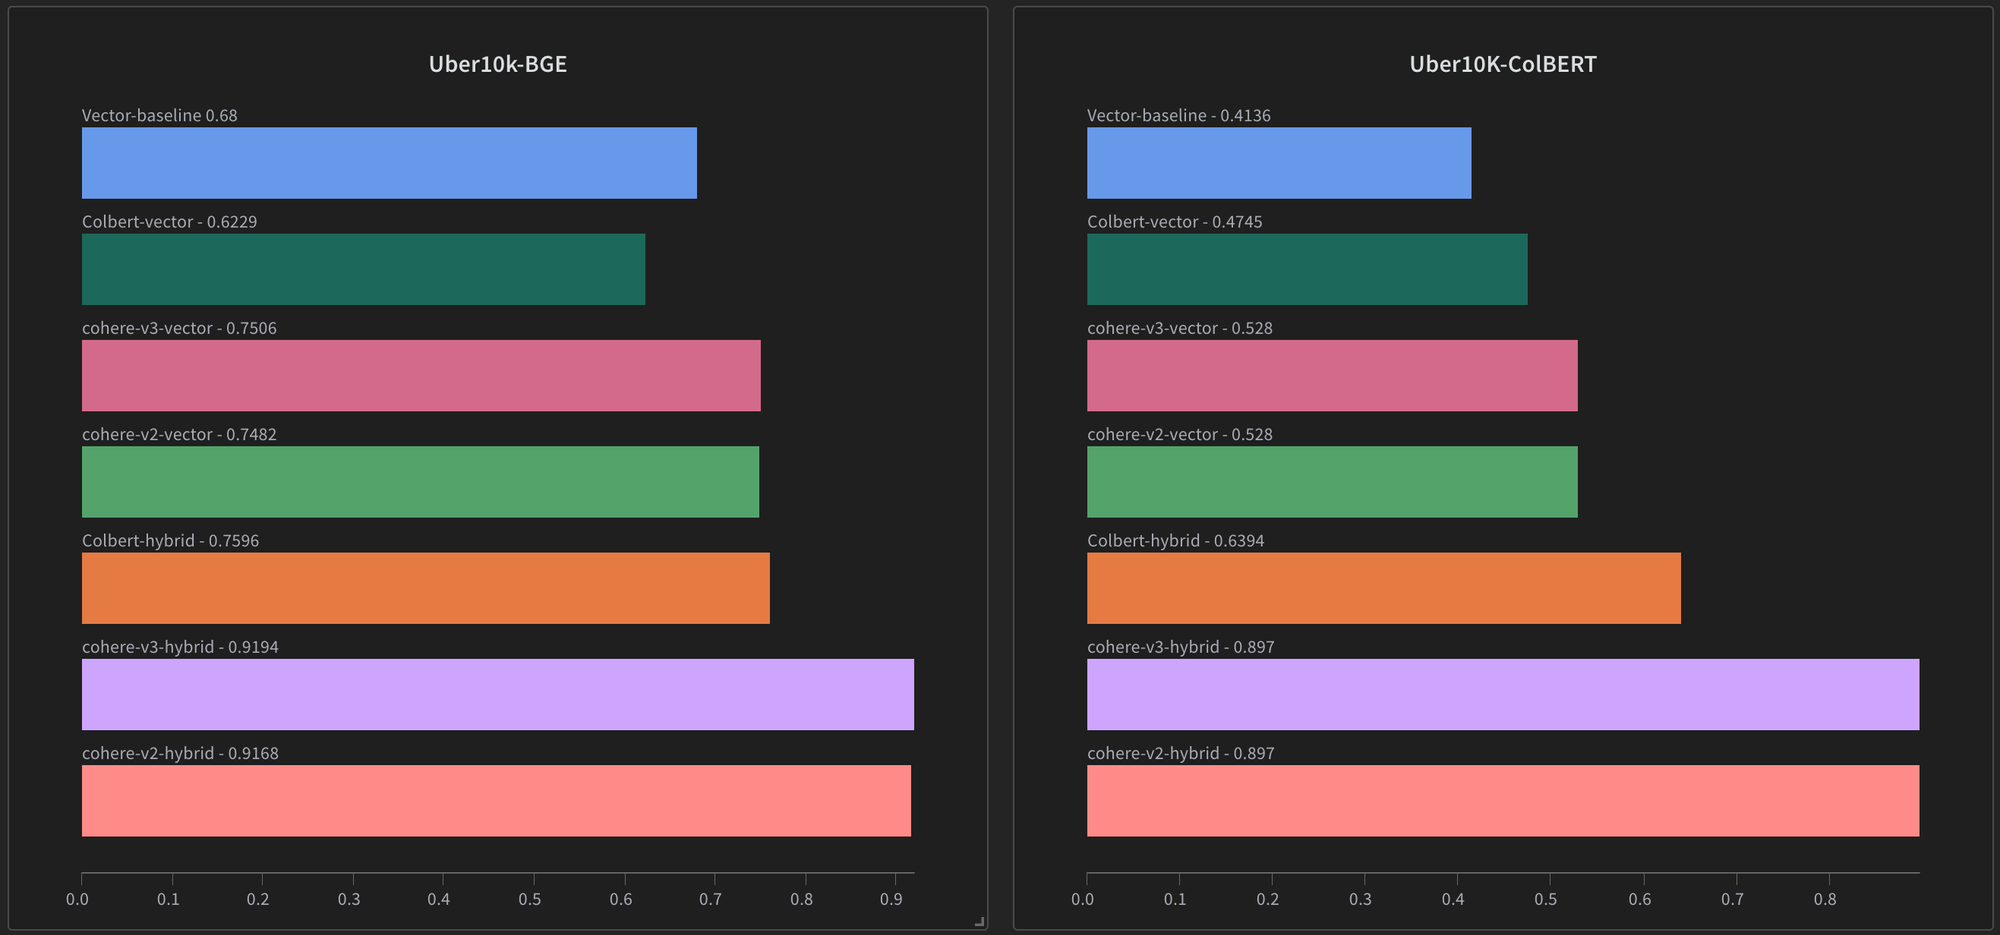 Uber10k-BGE
Vector-baseline 0.68
Colbert-vector - 0.6229
cohere-v3-vector - 0.7506
cohere-v2-vector - 0.7482
Colbert-hybrid - 0.7596
cohere-v3-hybrid - 0.9194
cohere-v2-hybrid - 0.9168
0.0 0.1 0.2 0.3 0.4 0.5 0.6 0.7 0.8 0.9
Uber10K-ColBERT
Vector-baseline - 0.4136
Colbert-vector - 0.4745
cohere-v3-vector - 0.528
cohere-v2-vector - 0.528
Colbert-hybrid - 0.6394
cohere-v3-hybrid - 0.897
cohere-v2-hybrid - 0.897
0.0 0.1 0.2 0.3 0.4 0.5 0.6 0.7 0.8